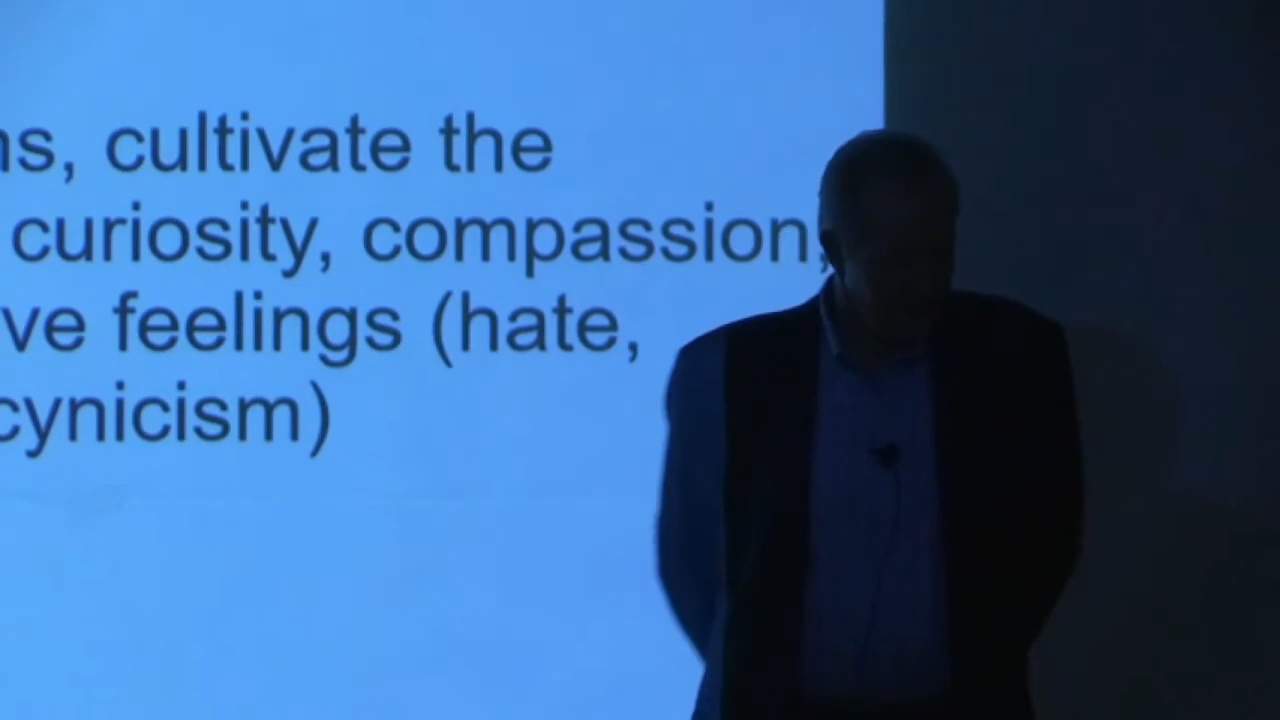 ns, cultivate the
curiosity, compassion,
ve feelings (hate,
cynicism)